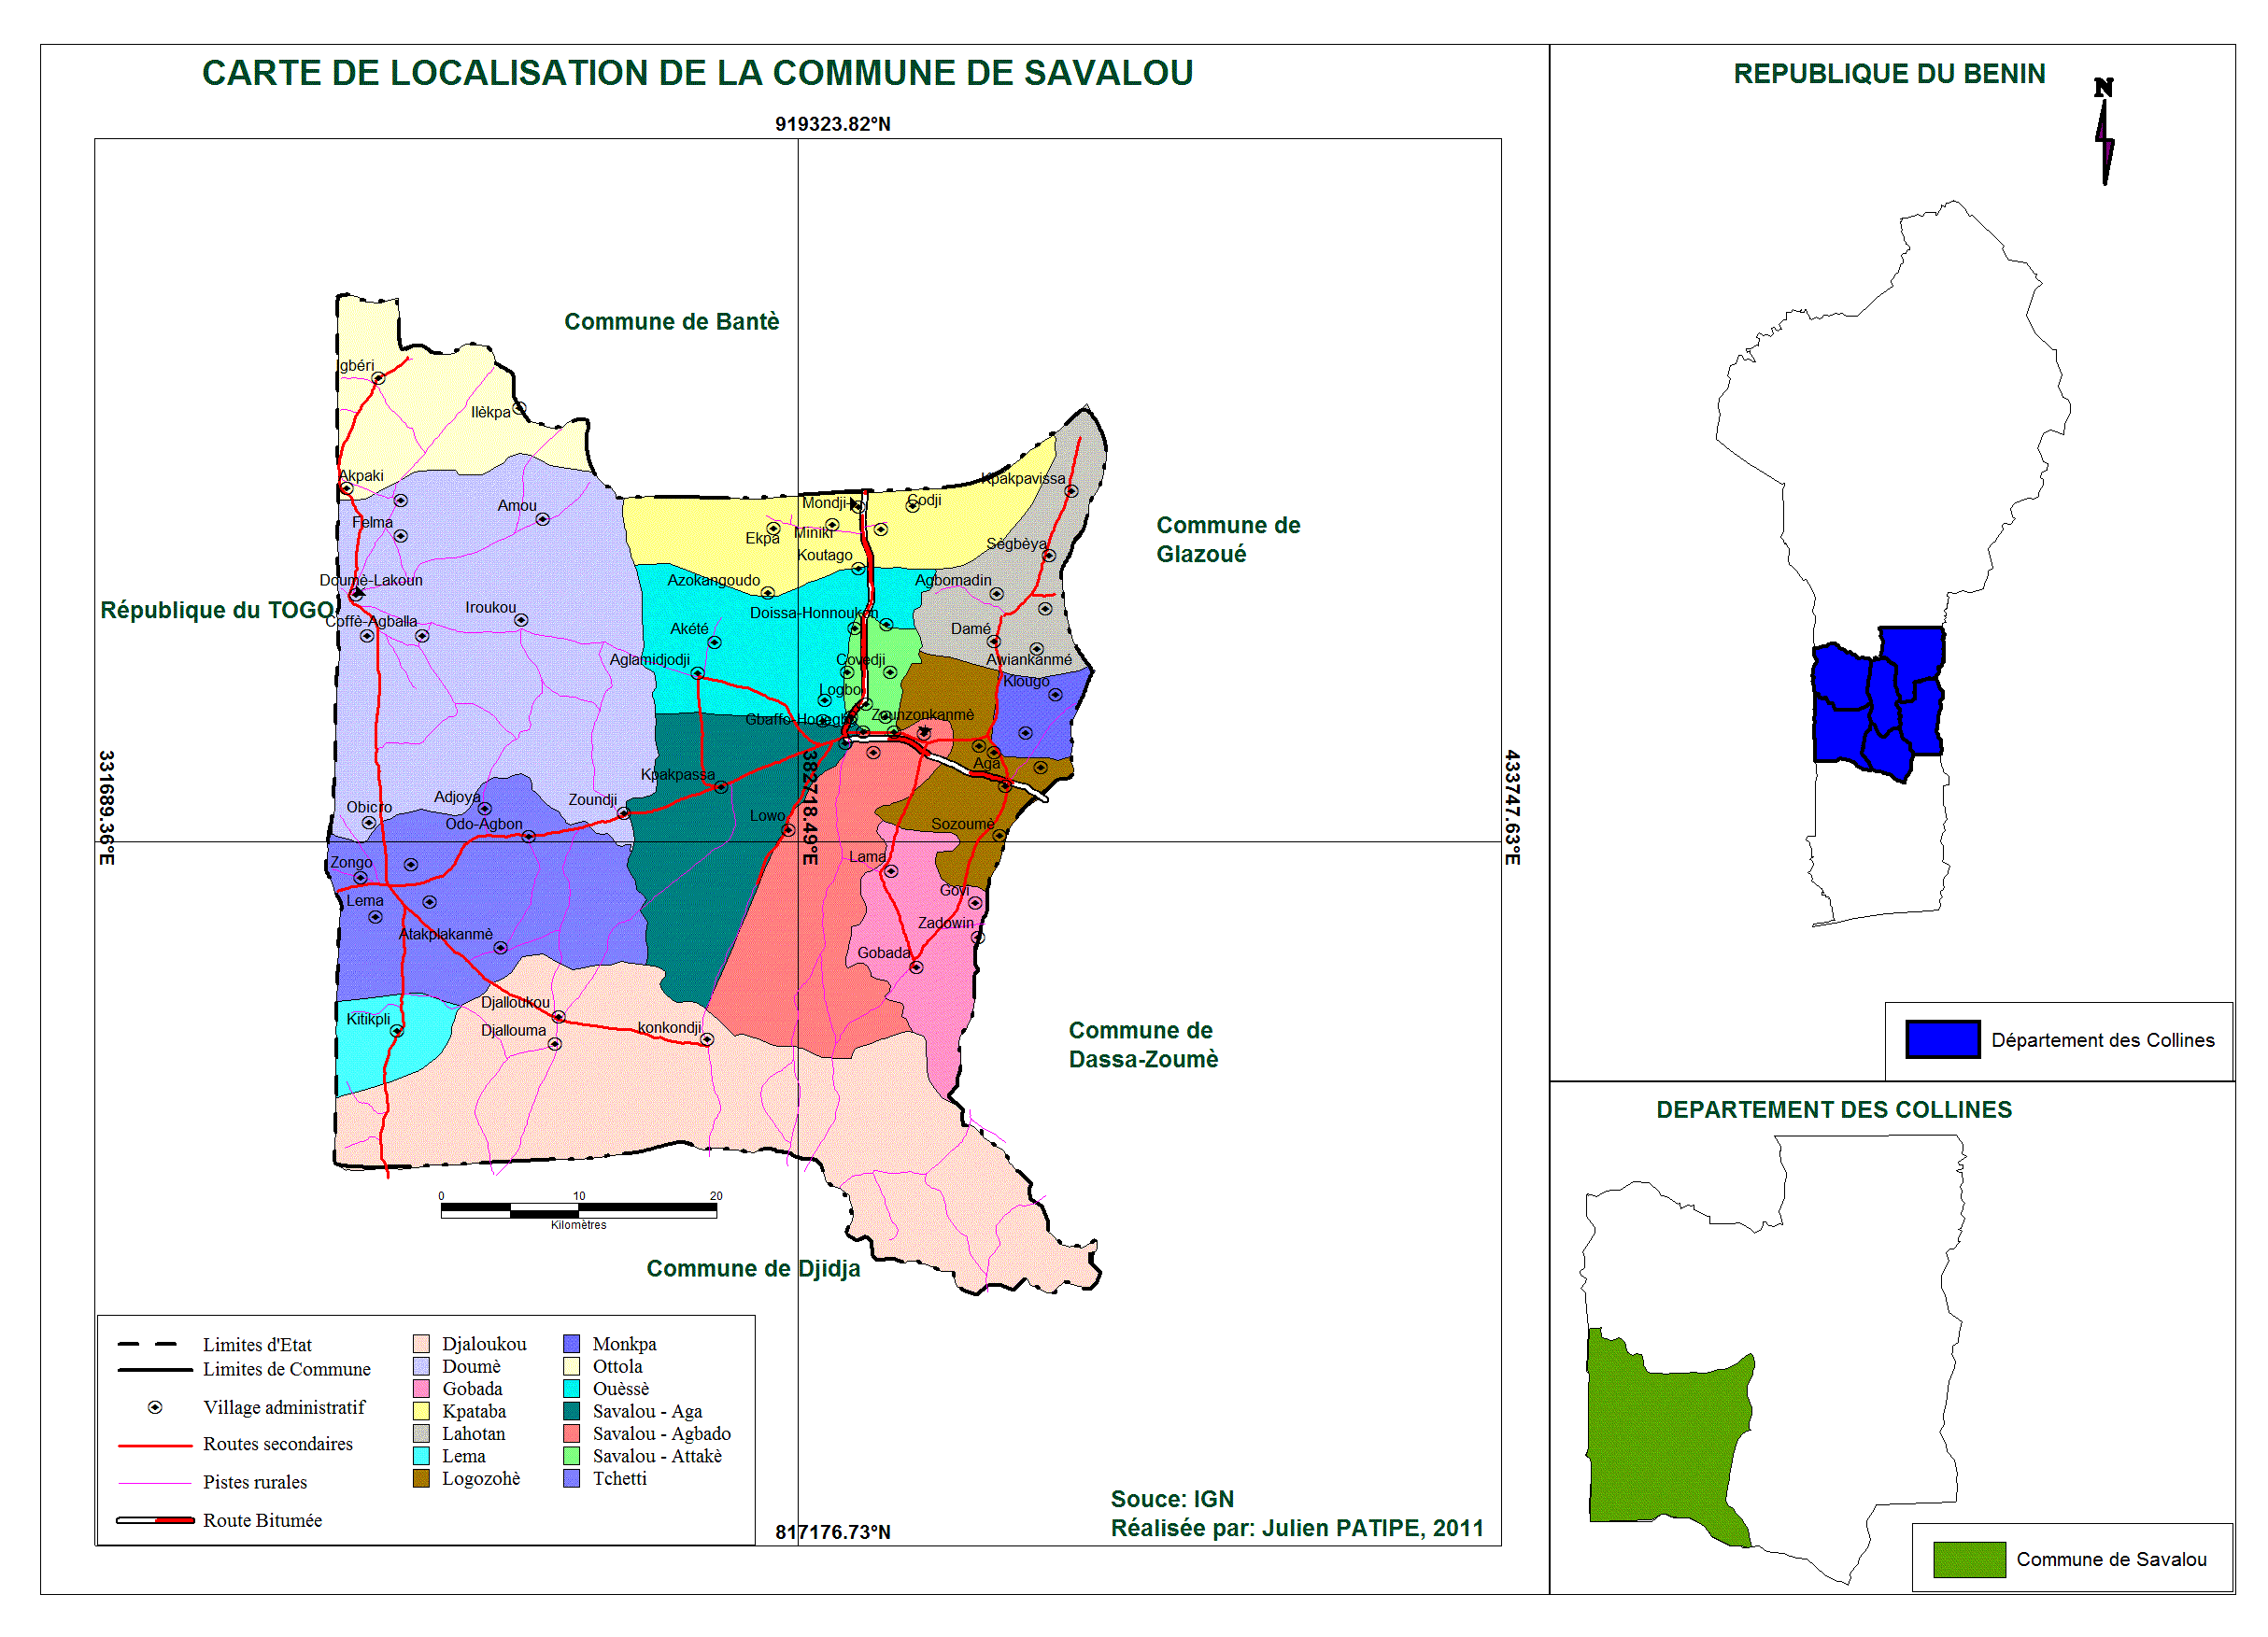 CARTE DE LOCALISATION DE LA COMMUNE DE SAVALOU
919323.82°N
Commune de Bantè
Igbéri
Ilèkpa
Akpaki
Felma
Amou
Mondji-
Codji
Kpakpavissa
Ekpa
Miniki
Koutago
Sègbèya
Commune de
Glazoué
Doumè-Lakoun
République du TOGO
Coffè-Agballa
Iroukou
Azokangoudo
Agbomadin
Doissa-Honnoukon
Akété
Damé
Aglamidjodji
Covedji
Awiankanmé
Logbo
Klougo
Gbaffo-Houegbo
Zounzonkanmè
331689.36°E
382718.49°E
433747.63°E
Kpakpassa
Aga
Obicro
Adjoya
Zoundji
Odo-Agbon
Lowo
Sozoumè
Zongo
Lama
Lema
Govi
Zadowin
Atakplakanmè
Gobada
Djalloukou
Kitikpli
Djallouma
konkondji
Commune de
Dassa-Zoumè
0 10 20
Kilomètres
Commune de Djidja
Limites d'Etat
Limites de Commune
Village administratif
Routes secondaires
Pistes rurales
Route Bitumée
Djaloukou
Doumè
Gobada
Kpataba
Lahotan
Lema
Logozohè
Monkpa
Ottola
Ouèssè
Savalou - Aga
Savalou - Agbado
Savalou - Attakè
Tchetti
Souce: IGN
Réalisée par: Julien PATIPE, 2011
817176.73°N
REPUBLIQUE DU BENIN
N
Département des Collines
DEPARTEMENT DES COLLINES
Commune de Savalou